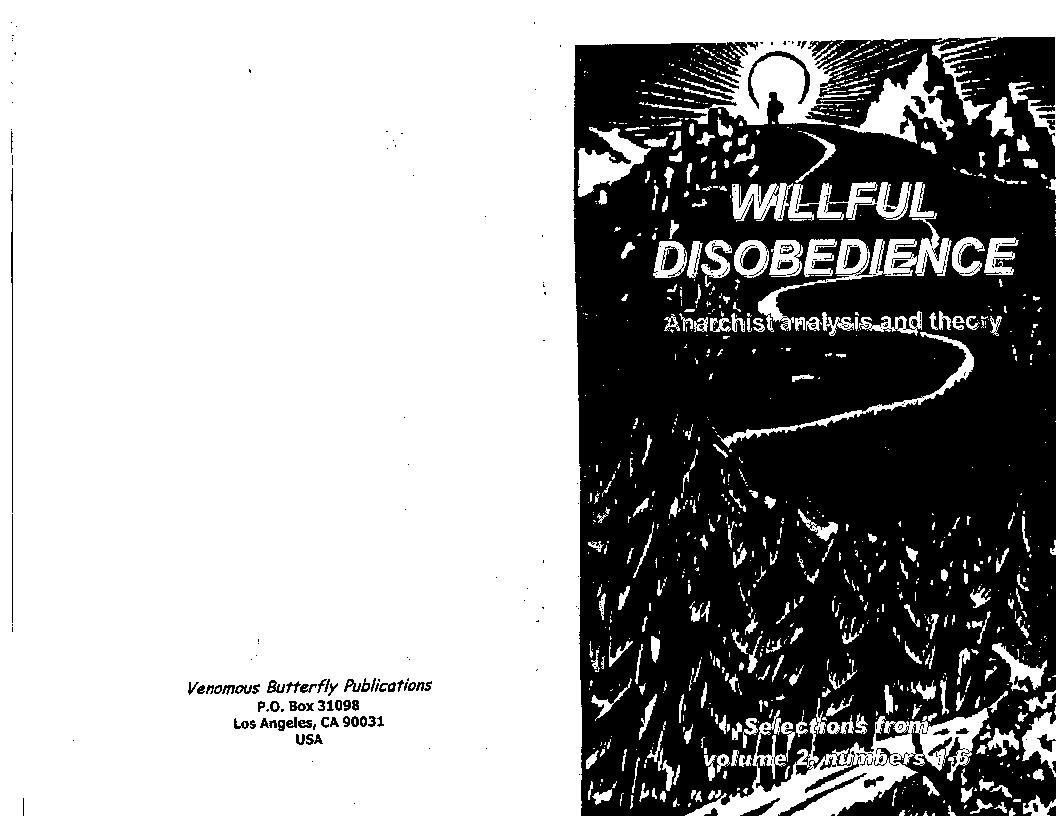 Venomous Butterfly Publications
P.O. Box 31098
Los Angeles, CA 90031
USA
WILLFUL
DISOBEDIENCE
Anarchist analysis and theory
Selections from
volume 2, numbers 1-6